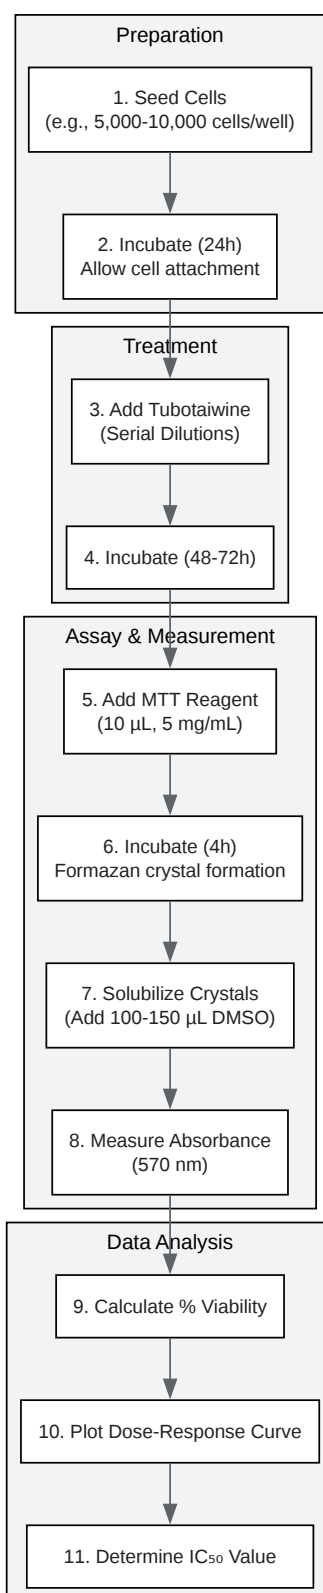 Preparation
1. Seed Cells
(e.g., 5,000-10,000 cells/well)
2. Incubate (24h)
Allow cell attachment
Treatment
3. Add Tubotaiwine
(Serial Dilutions)
4. Incubate (48-72h)
Assay & Measurement
5. Add MTT Reagent
(10 µL, 5 mg/mL)
6. Incubate (4h)
Formazan crystal formation
7. Solubilize Crystals
(Add 100-150 µL DMSO)
8. Measure Absorbance
(570 nm)
Data Analysis
9. Calculate % Viability
10. Plot Dose-Response Curve
11. Determine IC₅₀ Value